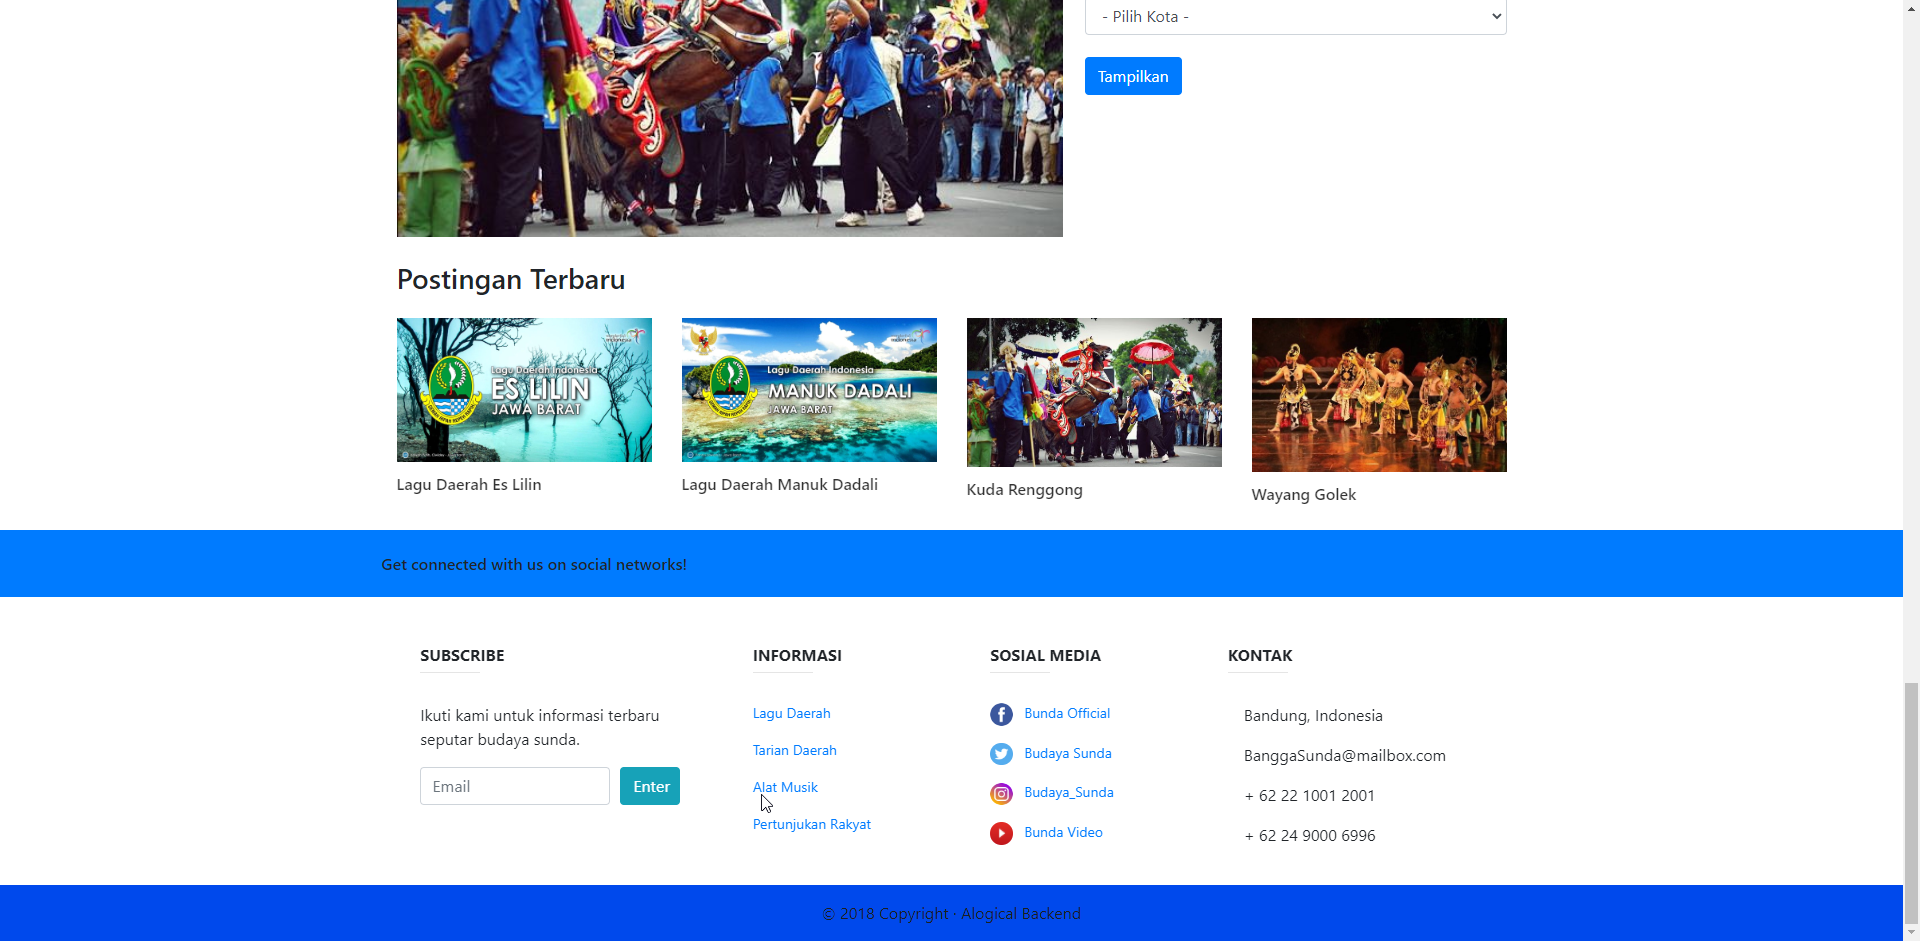 - Pilih Kota -
Tampilkan
Postingan Terbaru
Lagu Daerah Indonesia
ES LILIN
JAWA BARAT
Lagu Daerah Indonesia
MANUK DADALI
JAWA BARAT
Lagu Daerah Es Lilin
Lagu Daerah Manuk Dadali
Kuda Renggong
Wayang Golek
Get connected with us on social networks!
SUBSCRIBE
Ikuti kami untuk informasi terbaru
seputar budaya sunda.
Email
Enter
INFORMASI
Lagu Daerah
Tarian Daerah
Alat Musik
Pertunjukan Rakyat
SOSIAL MEDIA
Bunda Official
Budaya Sunda
Budaya_Sunda
Bunda Video
KONTAK
Bandung, Indonesia
BanggaSunda@mailbox.com
+ 62 22 1001 2001
+ 62 24 9000 6996
© 2018 Copyright · Alogical Backend